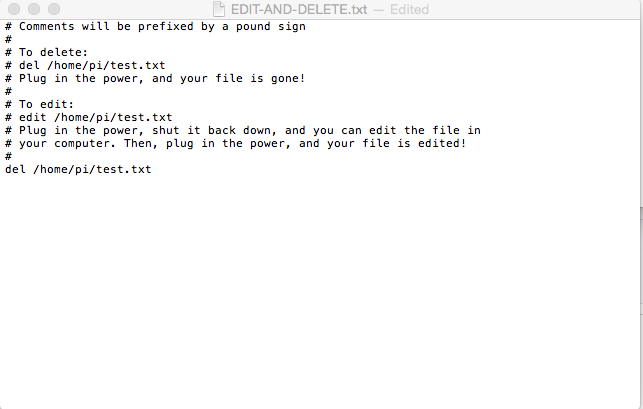 EDIT-AND-DELETE.txt — Edited
# Comments will be prefixed by a pound sign
#
# To delete:
# del /home/pi/test.txt
# Plug in the power, and your file is gone!
#
# To edit:
# edit /home/pi/test.txt
# Plug in the power, shut it back down, and you can edit the file in
# your computer. Then, plug in the power, and your file is edited!
#
del /home/pi/test.txt